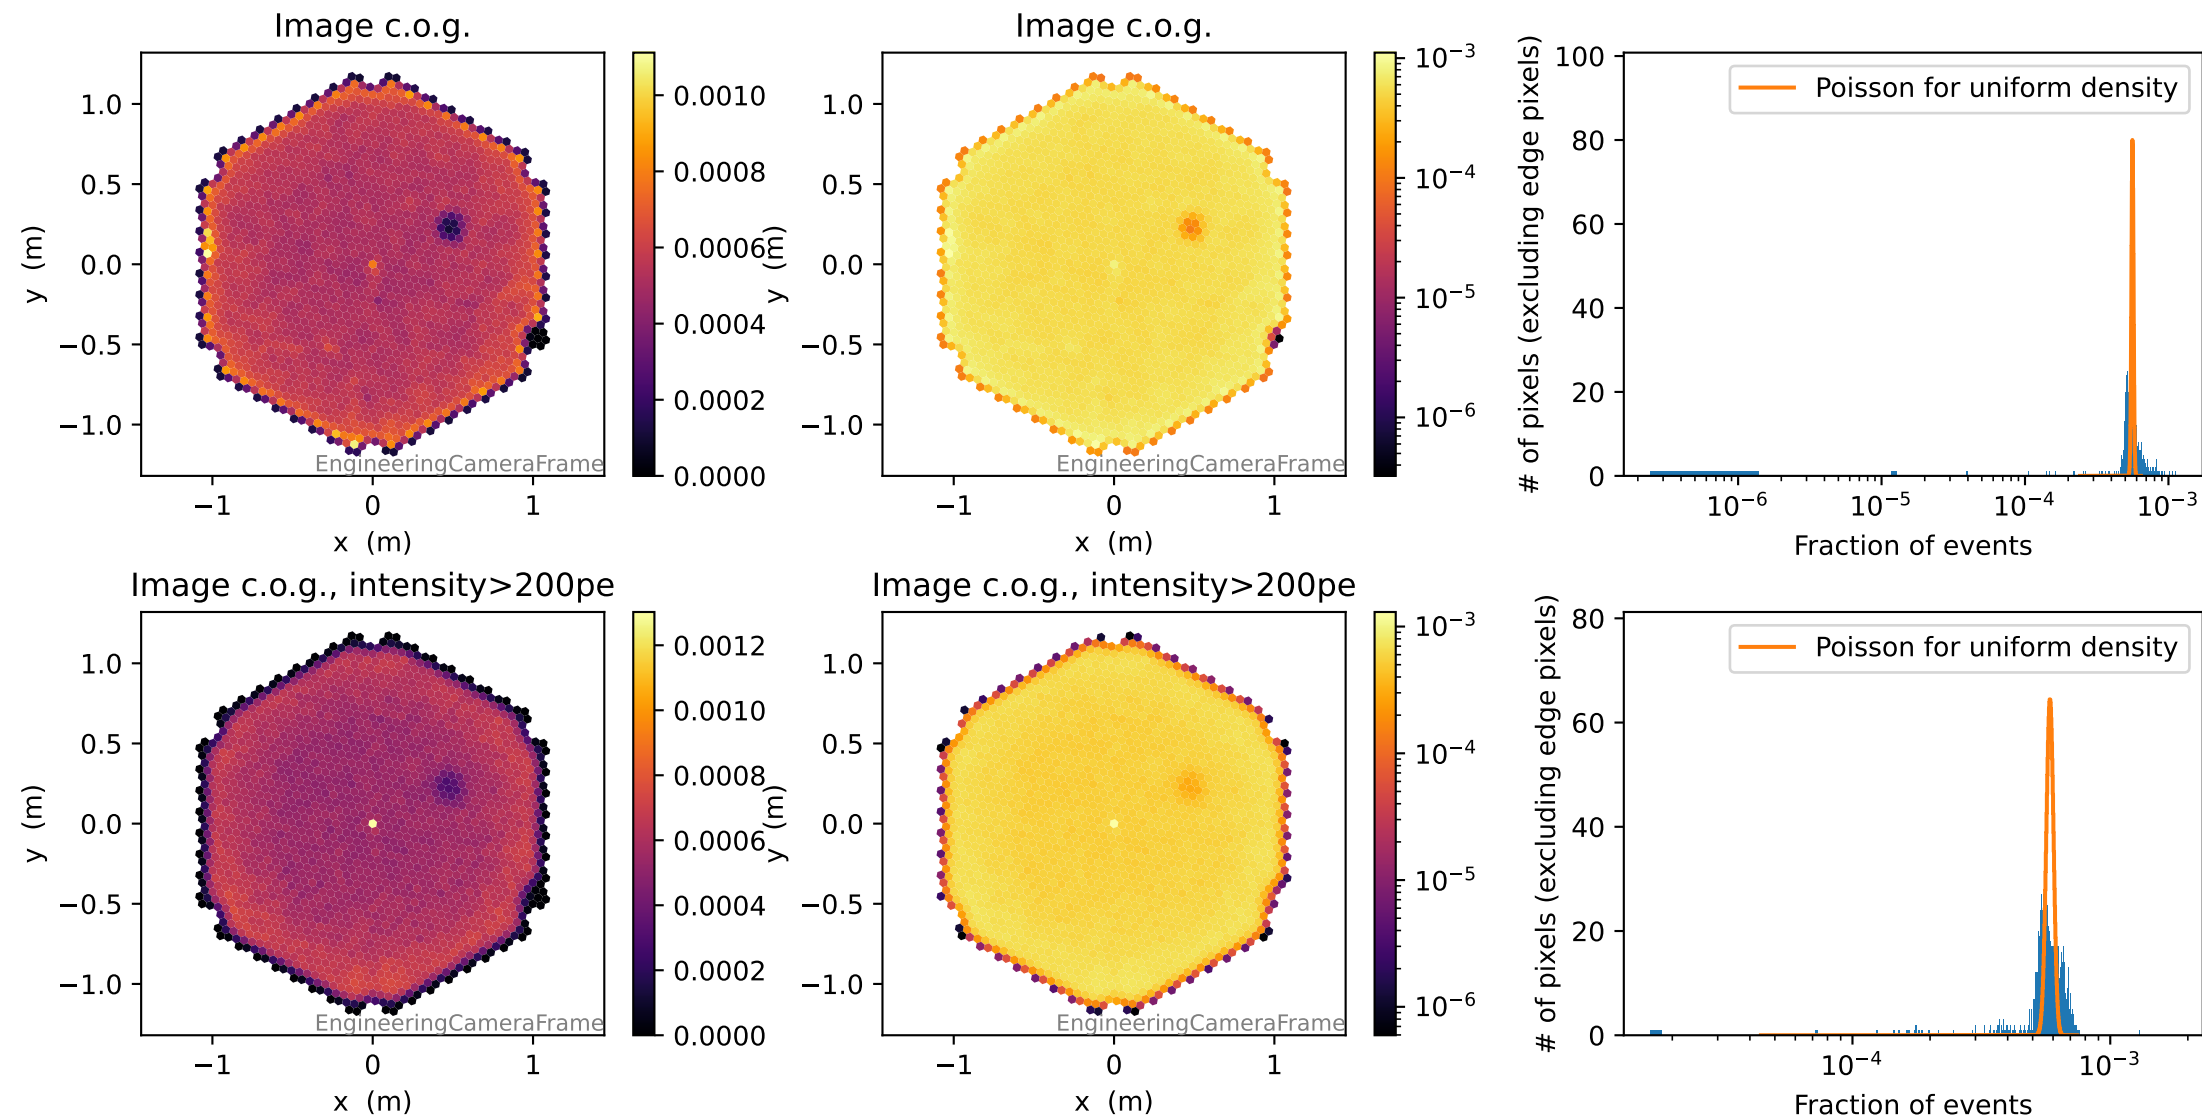 Image c.o.g.
y (m)
1.0
0.5
0.0
−0.5
−1.0
EngineeringCameraFrame
−1 0 1
x (m)
0.0010
0.0008
0.0006
0.0004
0.0002
0.0000
Image c.o.g.
y (m)
1.0
0.5
0.0
−0.5
−1.0
EngineeringCameraFrame
−1 0 1
x (m)
10⁻³
10⁻⁴
10⁻⁵
10⁻⁶
# of pixels (excluding edge pixels)
100
80
60
40
20
0
Poisson for uniform density
10⁻⁶ 10⁻⁵ 10⁻⁴ 10⁻³
Fraction of events
Image c.o.g., intensity>200pe
y (m)
1.0
0.5
0.0
−0.5
−1.0
EngineeringCameraFrame
−1 0 1
x (m)
0.0012
0.0010
0.0008
0.0006
0.0004
0.0002
0.0000
Image c.o.g., intensity>200pe
y (m)
1.0
0.5
0.0
−0.5
−1.0
EngineeringCameraFrame
−1 0 1
x (m)
10⁻³
10⁻⁴
10⁻⁵
10⁻⁶
# of pixels (excluding edge pixels)
80
60
40
20
0
Poisson for uniform density
10⁻⁴ 10⁻³
Fraction of events